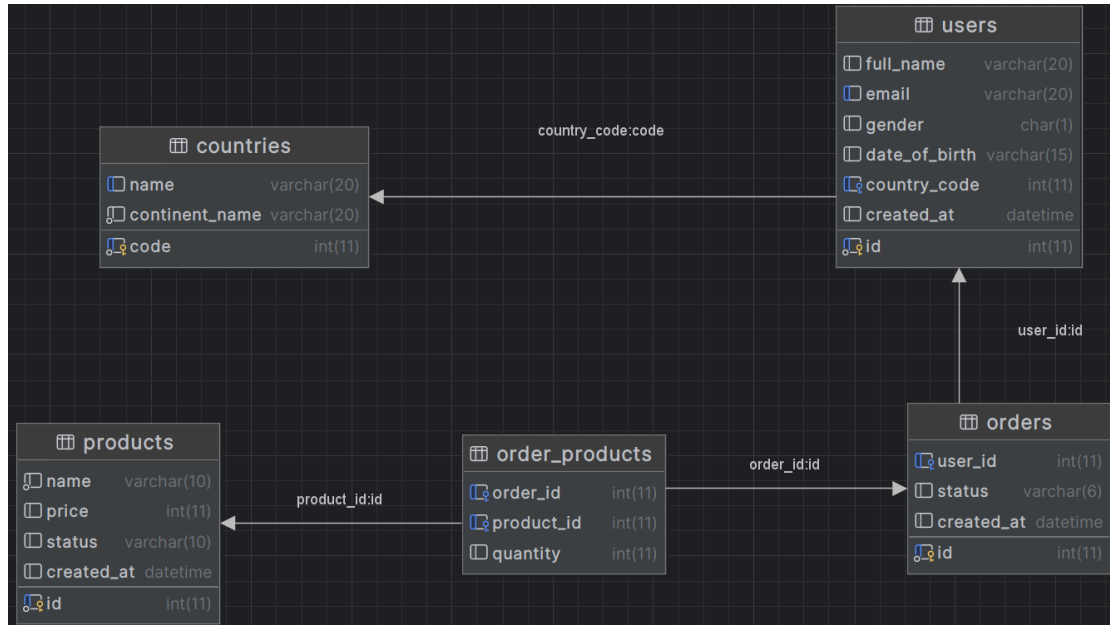 users
full_name varchar(20)
email varchar(20)
gender char(1)
date_of_birth varchar(15)
country_code int(11)
created_at datetime
id int(11)
country_code:code
countries
name varchar(20)
continent_name varchar(20)
code int(11)
user_id:id
orders
user_id int(11)
status varchar(6)
created_at datetime
id int(11)
order_id:id
order_products
order_id int(11)
product_id int(11)
quantity int(11)
product_id:id
products
name varchar(10)
price int(11)
status varchar(10)
created_at datetime
id int(11)